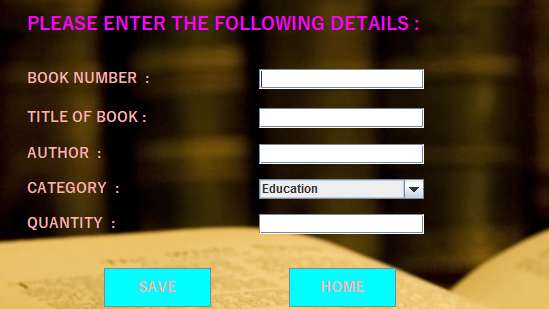 PLEASE ENTER THE FOLLOWING DETAILS :
BOOK NUMBER :
TITLE OF BOOK :
AUTHOR :
CATEGORY : Education
QUANTITY :
SAVE HOME